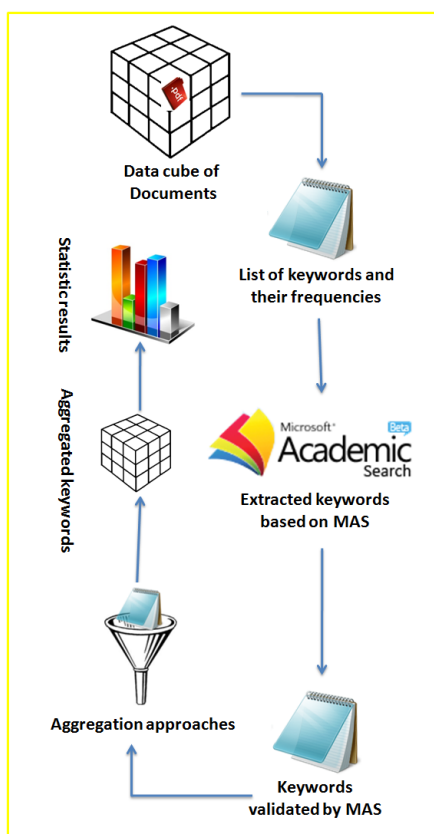 .pdf
Data cube of
Documents
List of keywords and
their frequencies
Microsoft®
Academic
Beta
Search
Extracted keywords
based on MAS
Keywords
validated by MAS
Aggregation approaches
Aggregated keywords
Statistic results